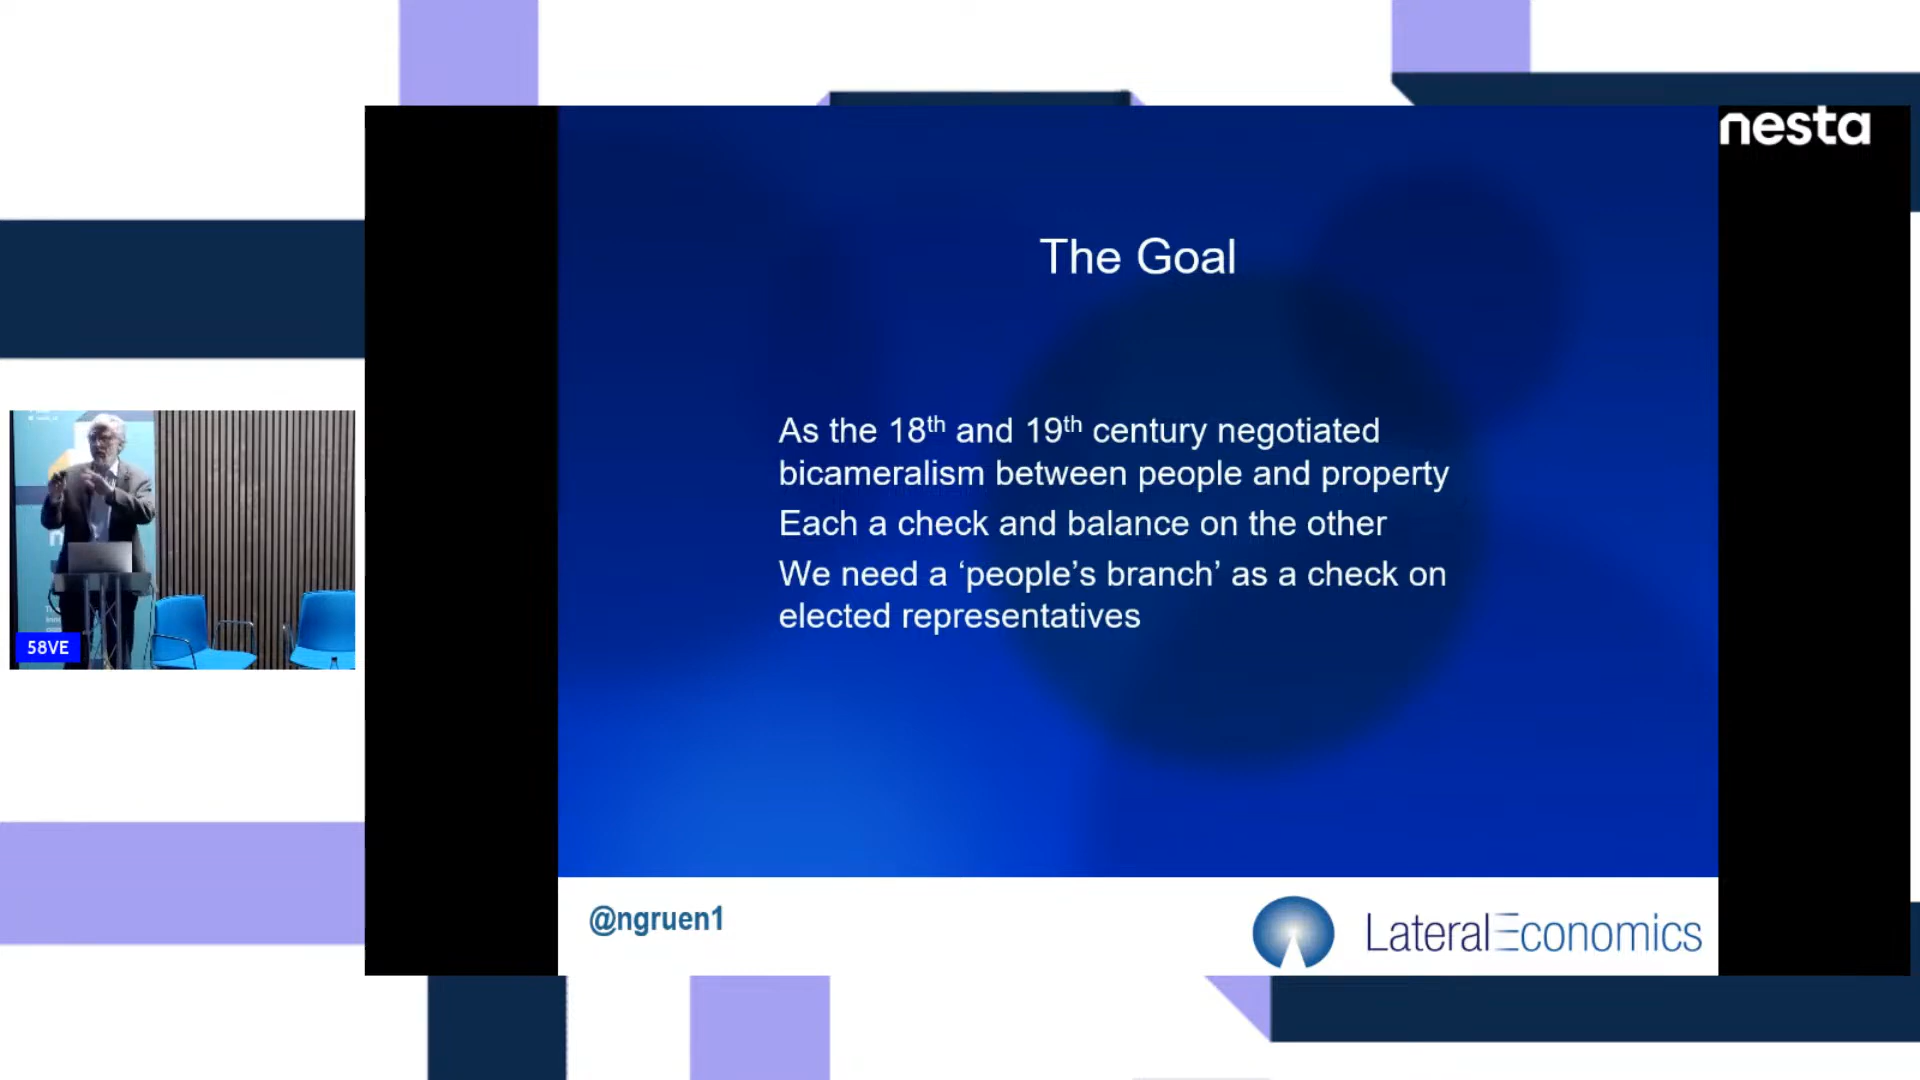 nesta
The Goal
As the 18th and 19th century negotiated
bicameralism between people and property
Each a check and balance on the other
We need a ‘people’s branch’ as a check on
elected representatives
58VE
@ngruen1
LateralEconomics